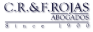 C.R.&F. ROJAS
ABOGADOS
Since 1900